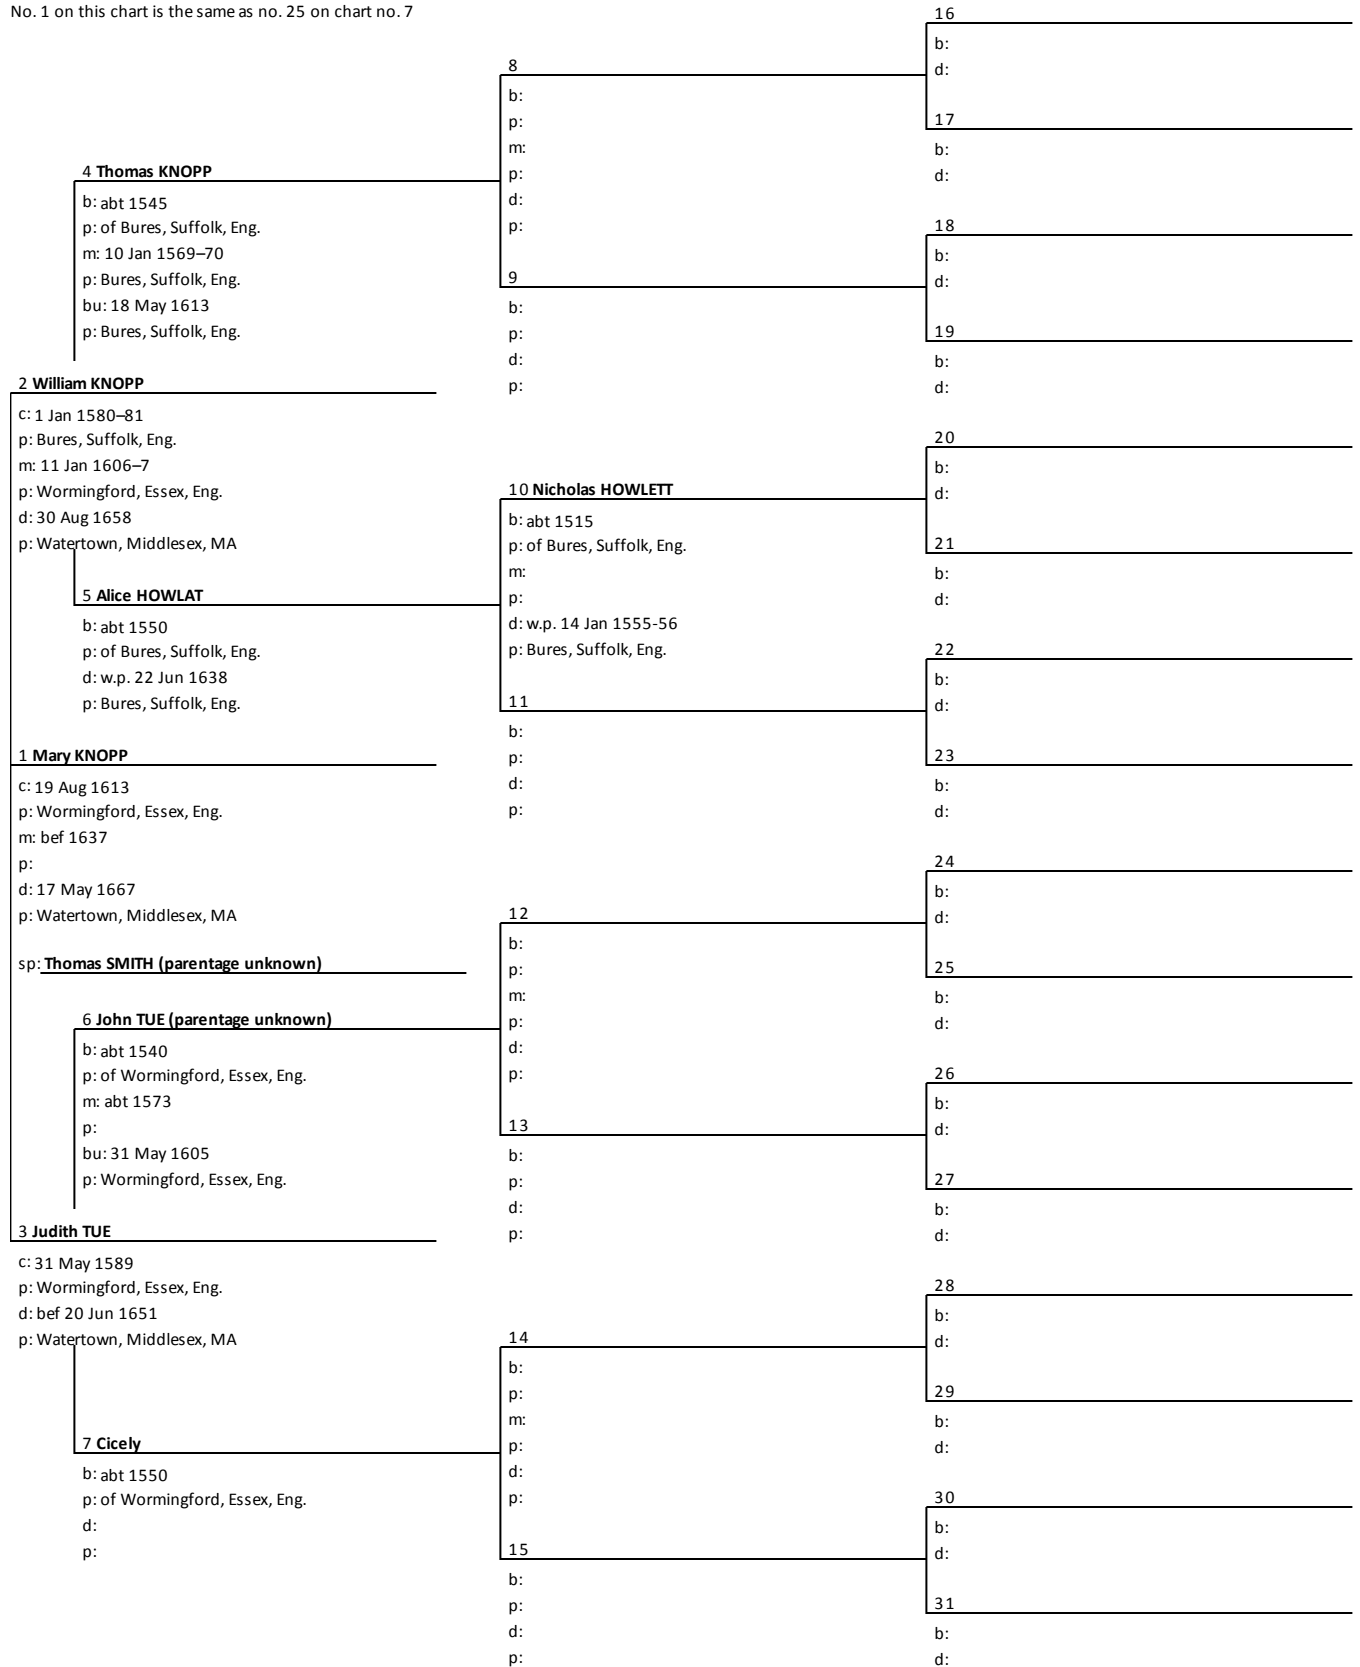 No. 1 on this chart is the same as no. 25 on chart no. 7
4 Thomas KNOPP
b: abt 1545
p: of Bures, Suffolk, Eng.
m: 10 Jan 1569–70
p: Bures, Suffolk, Eng.
bu: 18 May 1613
p: Bures, Suffolk, Eng.
2 William KNOPP
c: 1 Jan 1580–81
p: Bures, Suffolk, Eng.
m: 11 Jan 1606–7
p: Wormingford, Essex, Eng.
d: 30 Aug 1658
p: Watertown, Middlesex, MA
5 Alice HOWLAT
b: abt 1550
p: of Bures, Suffolk, Eng.
d: w.p. 22 Jun 1638
p: Bures, Suffolk, Eng.
1 Mary KNOPP
c: 19 Aug 1613
p: Wormingford, Essex, Eng.
m: bef 1637
p:
d: 17 May 1667
p: Watertown, Middlesex, MA
sp: Thomas SMITH (parentage unknown)
6 John TUE (parentage unknown)
b: abt 1540
p: of Wormingford, Essex, Eng.
m: abt 1573
p:
bu: 31 May 1605
p: Wormingford, Essex, Eng.
3 Judith TUE
c: 31 May 1589
p: Wormingford, Essex, Eng.
d: bef 20 Jun 1651
p: Watertown, Middlesex, MA
7 Cicely
b: abt 1550
p: of Wormingford, Essex, Eng.
d:
p:
8
b:
p:
m:
p:
d:
p:
9
b:
p:
d:
p:
10 Nicholas HOWLETT
b: abt 1515
p: of Bures, Suffolk, Eng.
m:
p:
d: w.p. 14 Jan 1555-56
p: Bures, Suffolk, Eng.
11
b:
p:
d:
p:
12
b:
p:
m:
p:
d:
p:
13
b:
p:
d:
p:
14
b:
p:
m:
p:
d:
p:
15
b:
p:
d:
p:
16
b:
d:
17
b:
d:
18
b:
d:
19
b:
d:
20
b:
d:
21
b:
d:
22
b:
d:
23
b:
d:
24
b:
d:
25
b:
d:
26
b:
d:
27
b:
d:
28
b:
d:
29
b:
d:
30
b:
d:
31
b:
d: